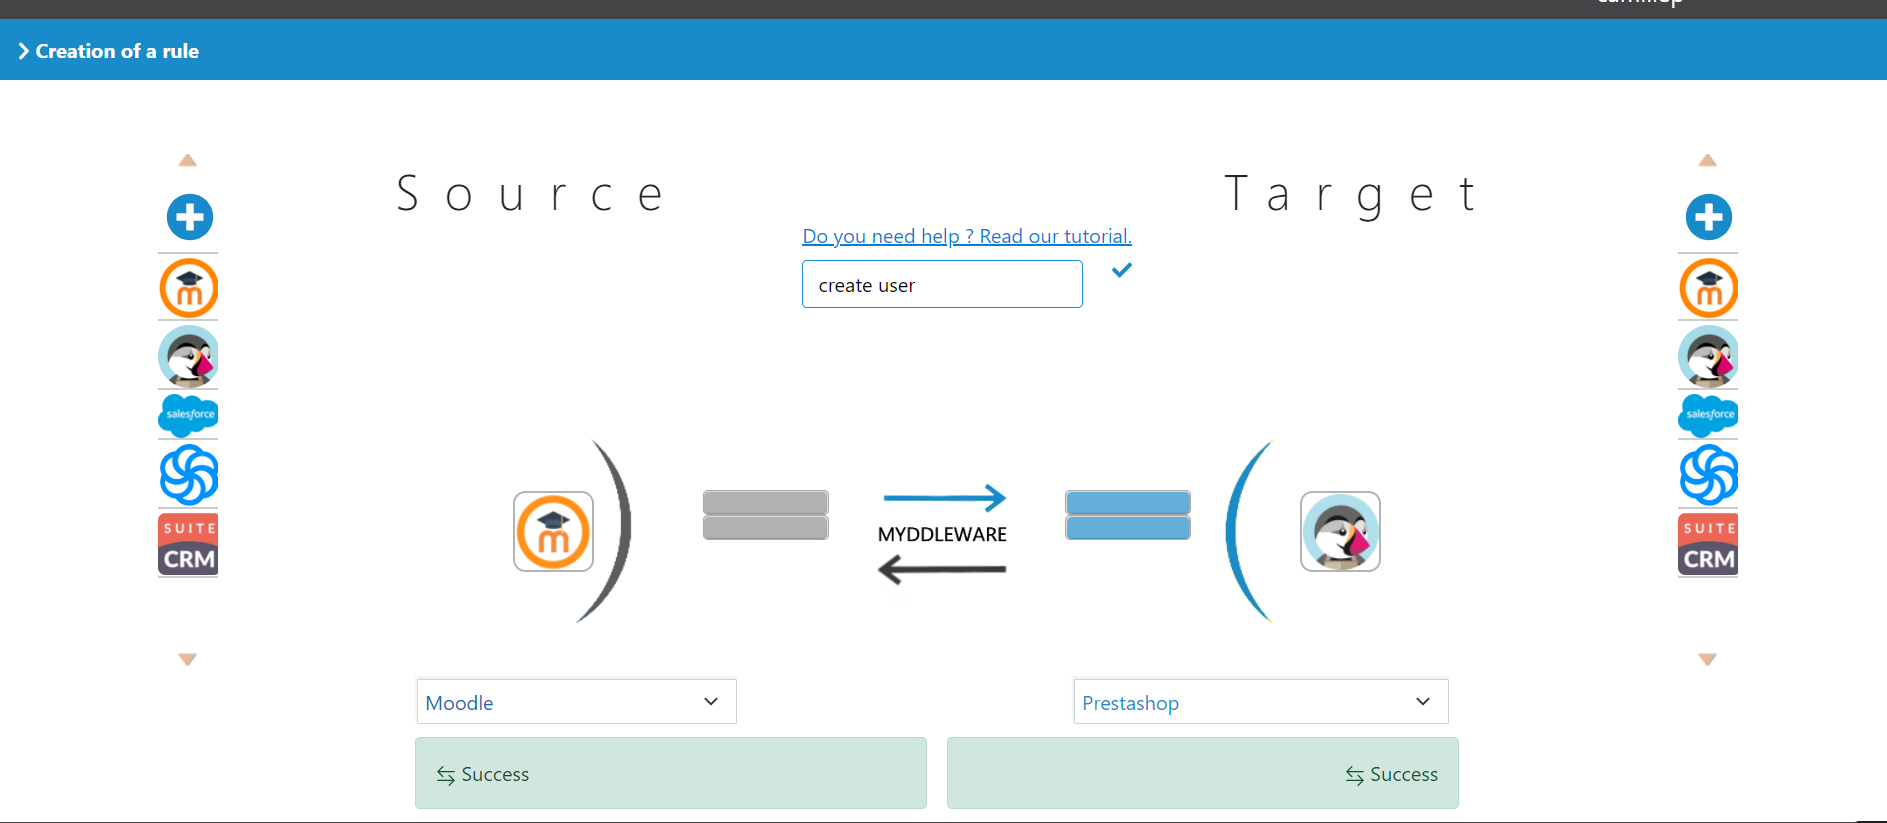 Creation of a rule
Source
Target
Do you need help ? Read our tutorial.
create user
salesforce
salesforce
SUITE
CRM
SUITE
CRM
MYDDLEWARE
Moodle
Prestashop
Success
Success